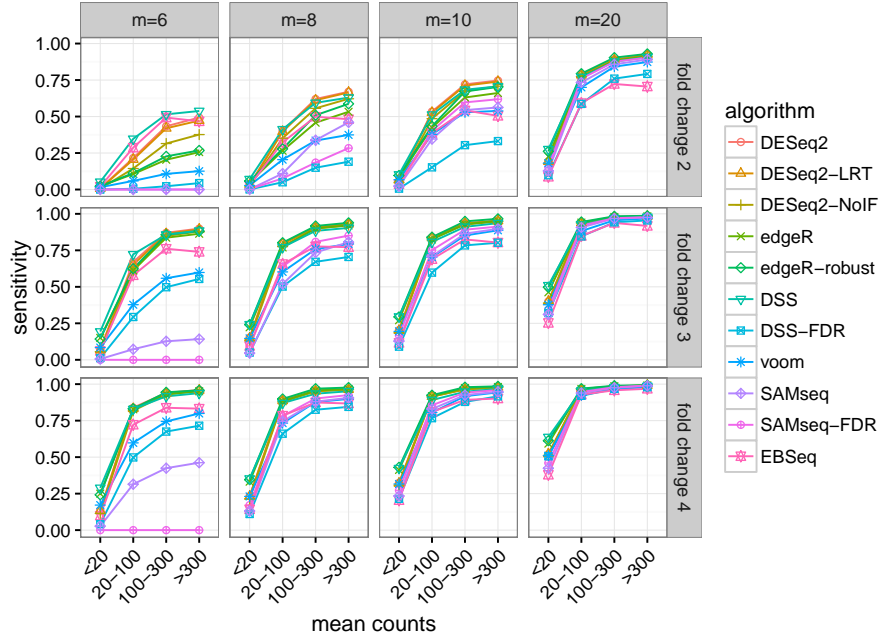 m=6
m=8
m=10
m=20
1.00
0.75
0.50
0.25
0.00
fold change 2
1.00
0.75
0.50
0.25
0.00
fold change 3
1.00
0.75
0.50
0.25
0.00
fold change 4
sensitivity
<20
20−100
100−300
>300
<20
20−100
100−300
>300
<20
20−100
100−300
>300
<20
20−100
100−300
>300
mean counts
algorithm
DESeq2
DESeq2−LRT
DESeq2−NoIF
edgeR
edgeR−robust
DSS
DSS−FDR
voom
SAMseq
SAMseq−FDR
EBSeq